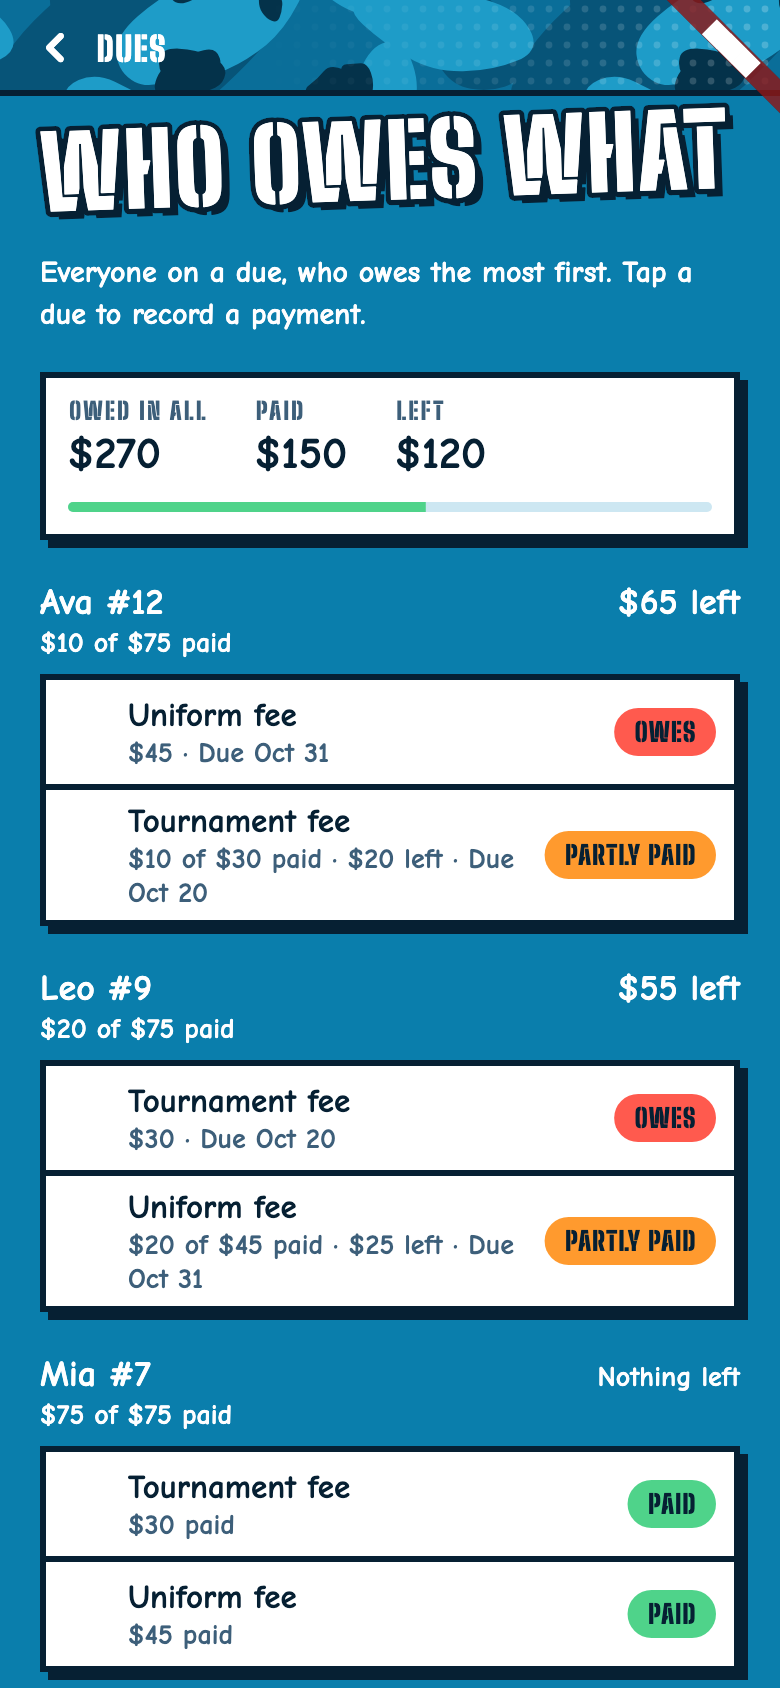 DUES
WHO OWES WHAT
Everyone on a due, who owes the most first. Tap a
due to record a payment.
OWED IN ALL PAID LEFT
$270 $150 $120
Ava #12 $65 left
$10 of $75 paid
Uniform fee
$45 · Due Oct 31
OWES
Tournament fee
$10 of $30 paid · $20 left · Due
Oct 20
PARTLY PAID
Leo #9 $55 left
$20 of $75 paid
Tournament fee
$30 · Due Oct 20
OWES
Uniform fee
$20 of $45 paid · $25 left · Due
Oct 31
PARTLY PAID
Mia #7 Nothing left
$75 of $75 paid
Tournament fee
$30 paid
PAID
Uniform fee
$45 paid
PAID